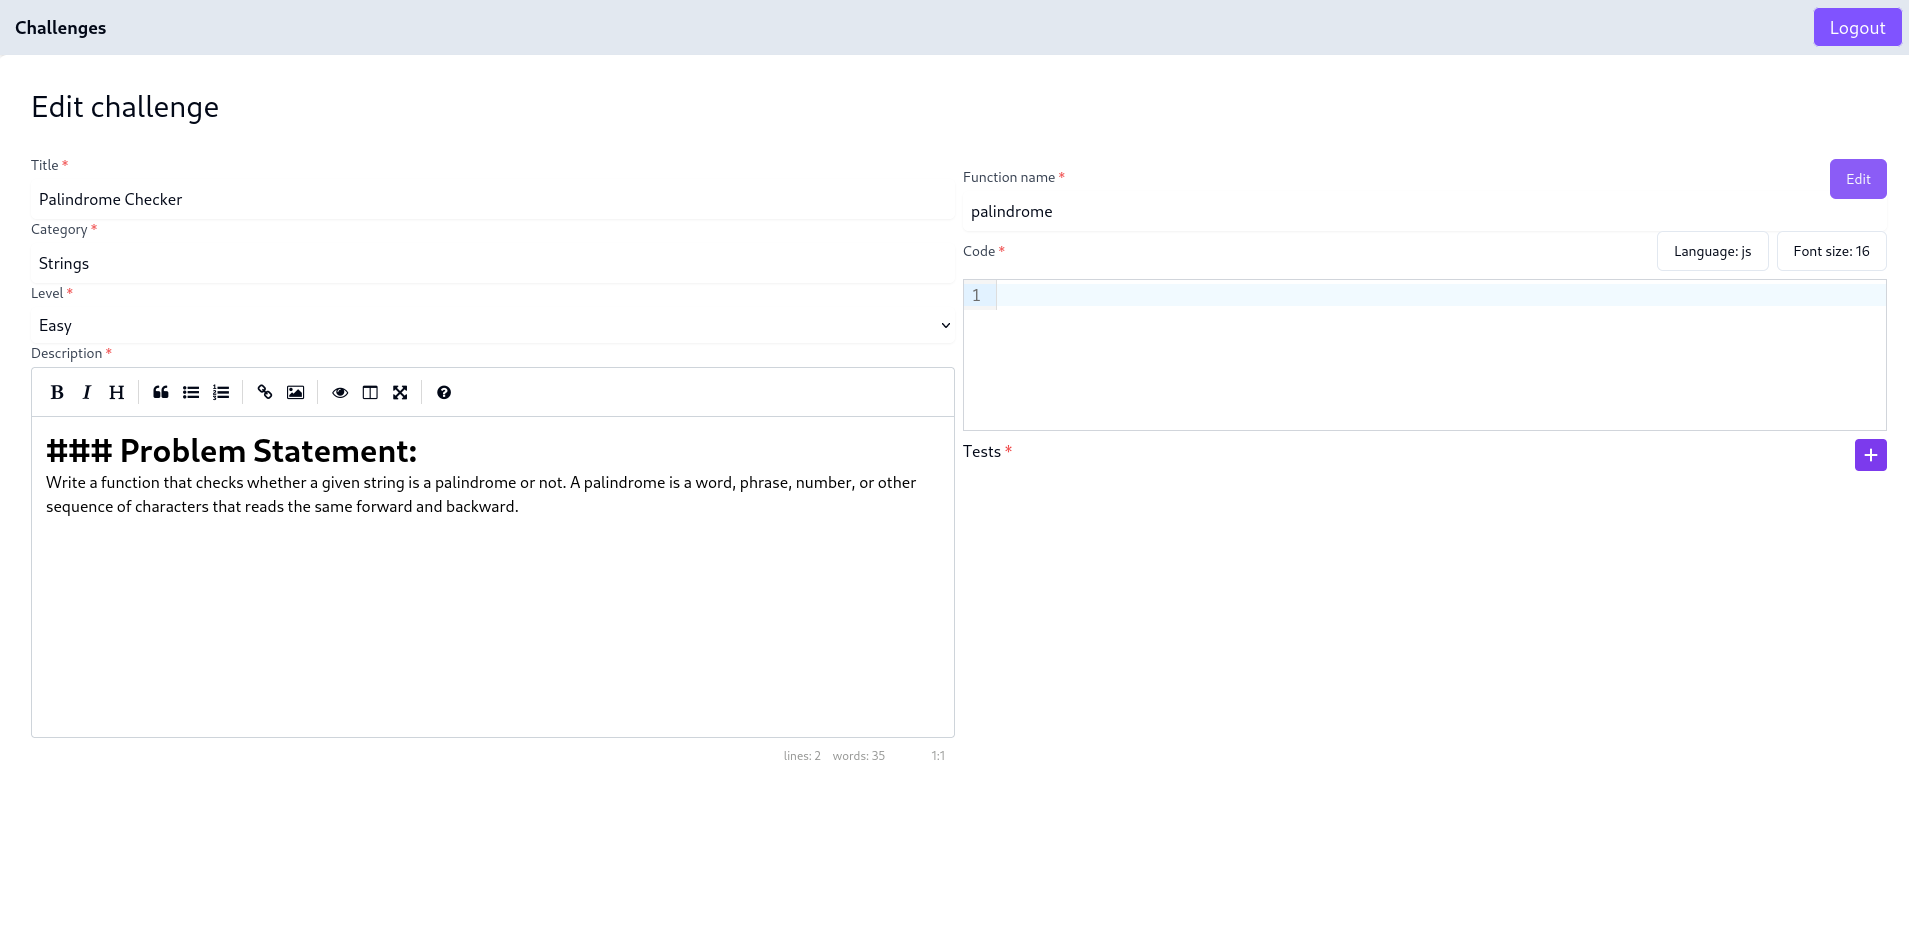 Challenges
Logout
Edit challenge
Title *
Palindrome Checker
Category *
Strings
Level *
Easy
Description *
B I H
### Problem Statement:
Write a function that checks whether a given string is a palindrome or not. A palindrome is a word, phrase, number, or other
sequence of characters that reads the same forward and backward.
lines: 2 words: 35 1:1
Function name *
Edit
palindrome
Code *
Language: js
Font size: 16
1
Tests *
+